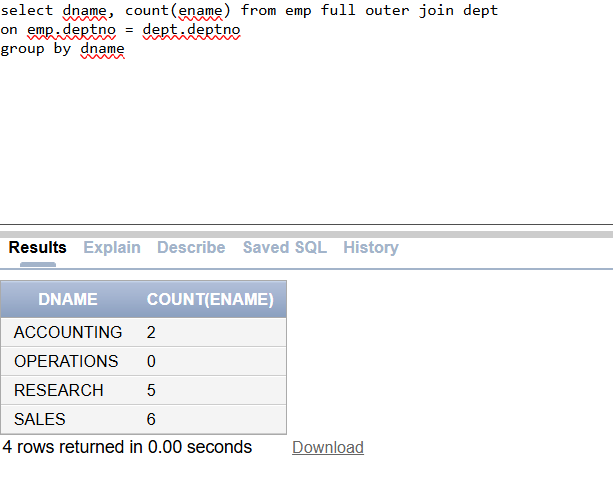 select dname, count(ename) from emp full outer join dept
on emp.deptno = dept.deptno
group by dname
Results Explain Describe Saved SQL History
DNAME COUNT(ENAME)
ACCOUNTING 2
OPERATIONS 0
RESEARCH 5
SALES 6
4 rows returned in 0.00 seconds Download